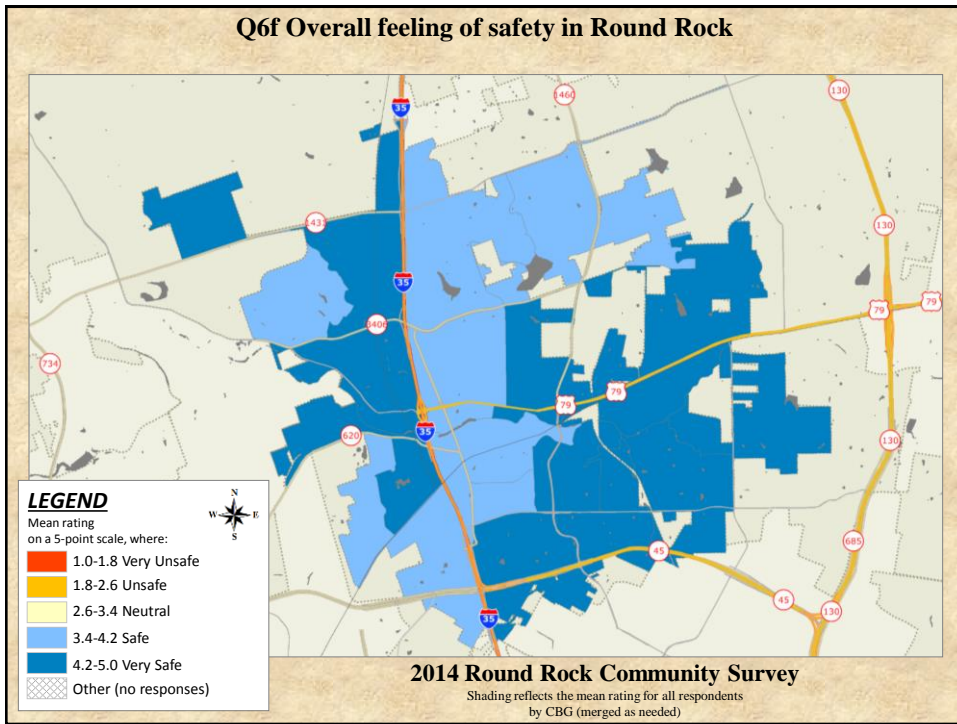 Q6f Overall feeling of safety in Round Rock
35
1460
130
1431
130
35
79
79
3406
734
79
79
35
620
130
685
45
45
130
35
LEGEND
Mean rating
on a 5-point scale, where:
N
W E
S
1.0-1.8 Very Unsafe
1.8-2.6 Unsafe
2.6-3.4 Neutral
3.4-4.2 Safe
4.2-5.0 Very Safe
Other (no responses)
2014 Round Rock Community Survey
Shading reflects the mean rating for all respondents
by CBG (merged as needed)